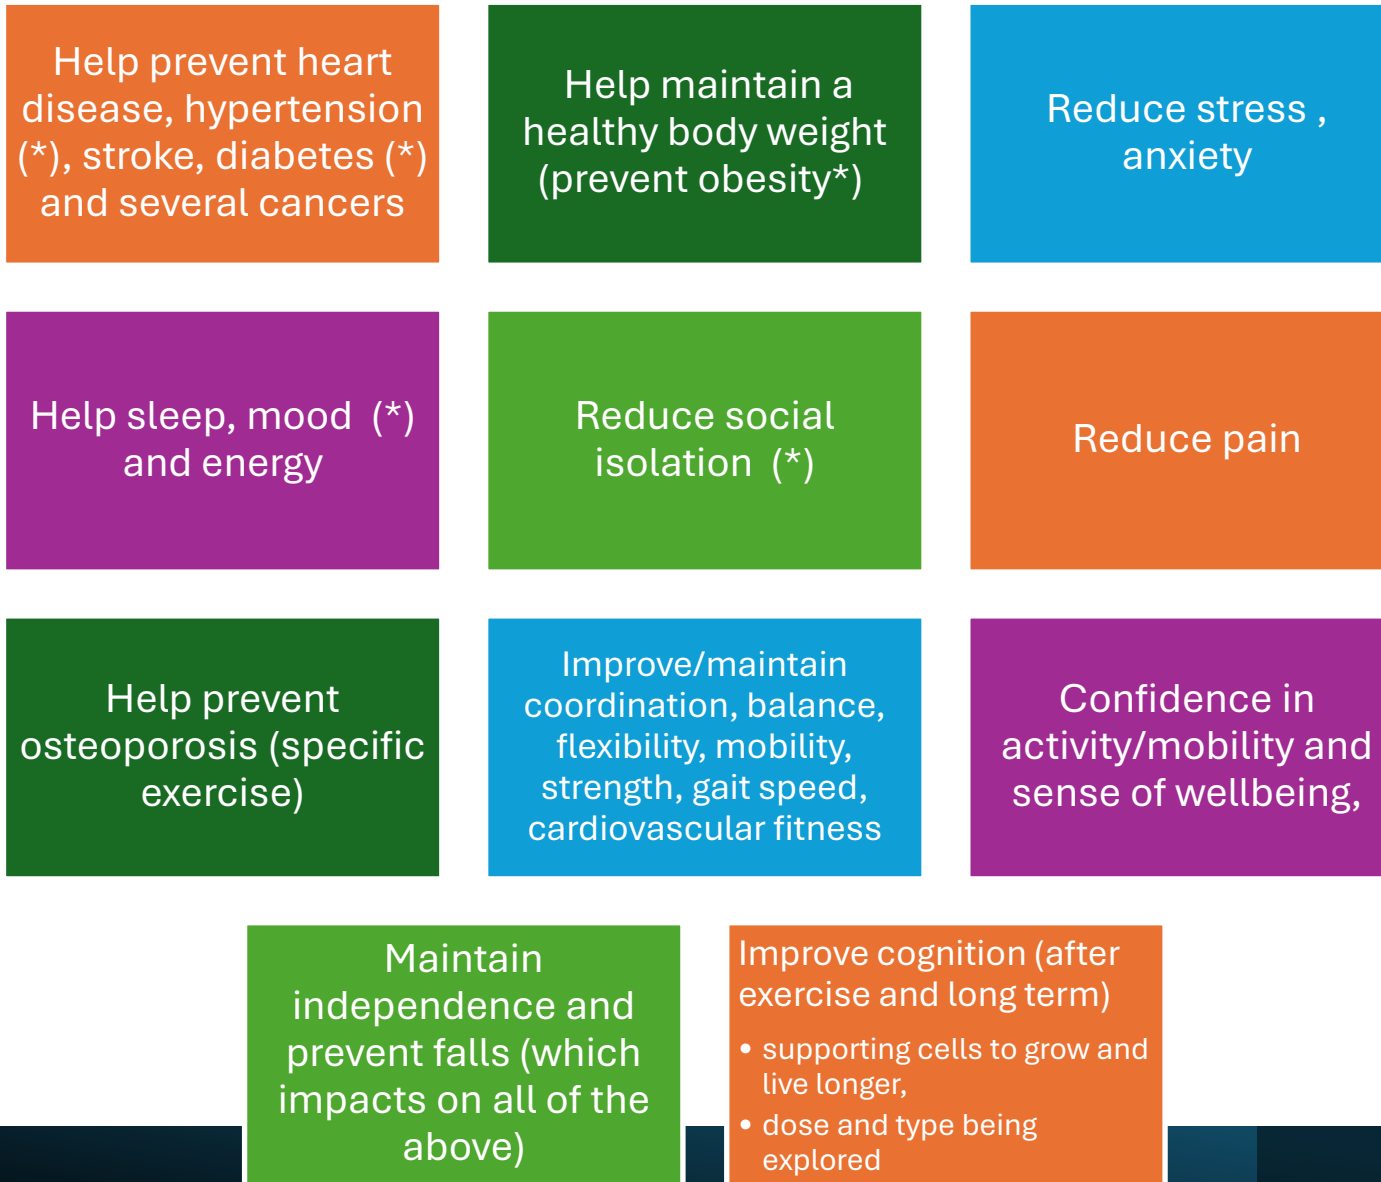 Help prevent heart
disease, hypertension
(*), stroke, diabetes (*)
and several cancers
Help maintain a
healthy body weight
(prevent obesity*)
Reduce stress ,
anxiety
Help sleep, mood  (*)
and energy
Reduce social
isolation  (*)
Reduce pain
Help prevent
osteoporosis (specific
exercise)
Improve/maintain
coordination, balance,
flexibility, mobility,
strength, gait speed,
cardiovascular fitness
Confidence in
activity/mobility and
sense of wellbeing,
Maintain
independence and
prevent falls (which
impacts on all of the
above)
Improve cognition (after
exercise and long term)
• supporting cells to grow and
live longer,
• dose and type being
explored